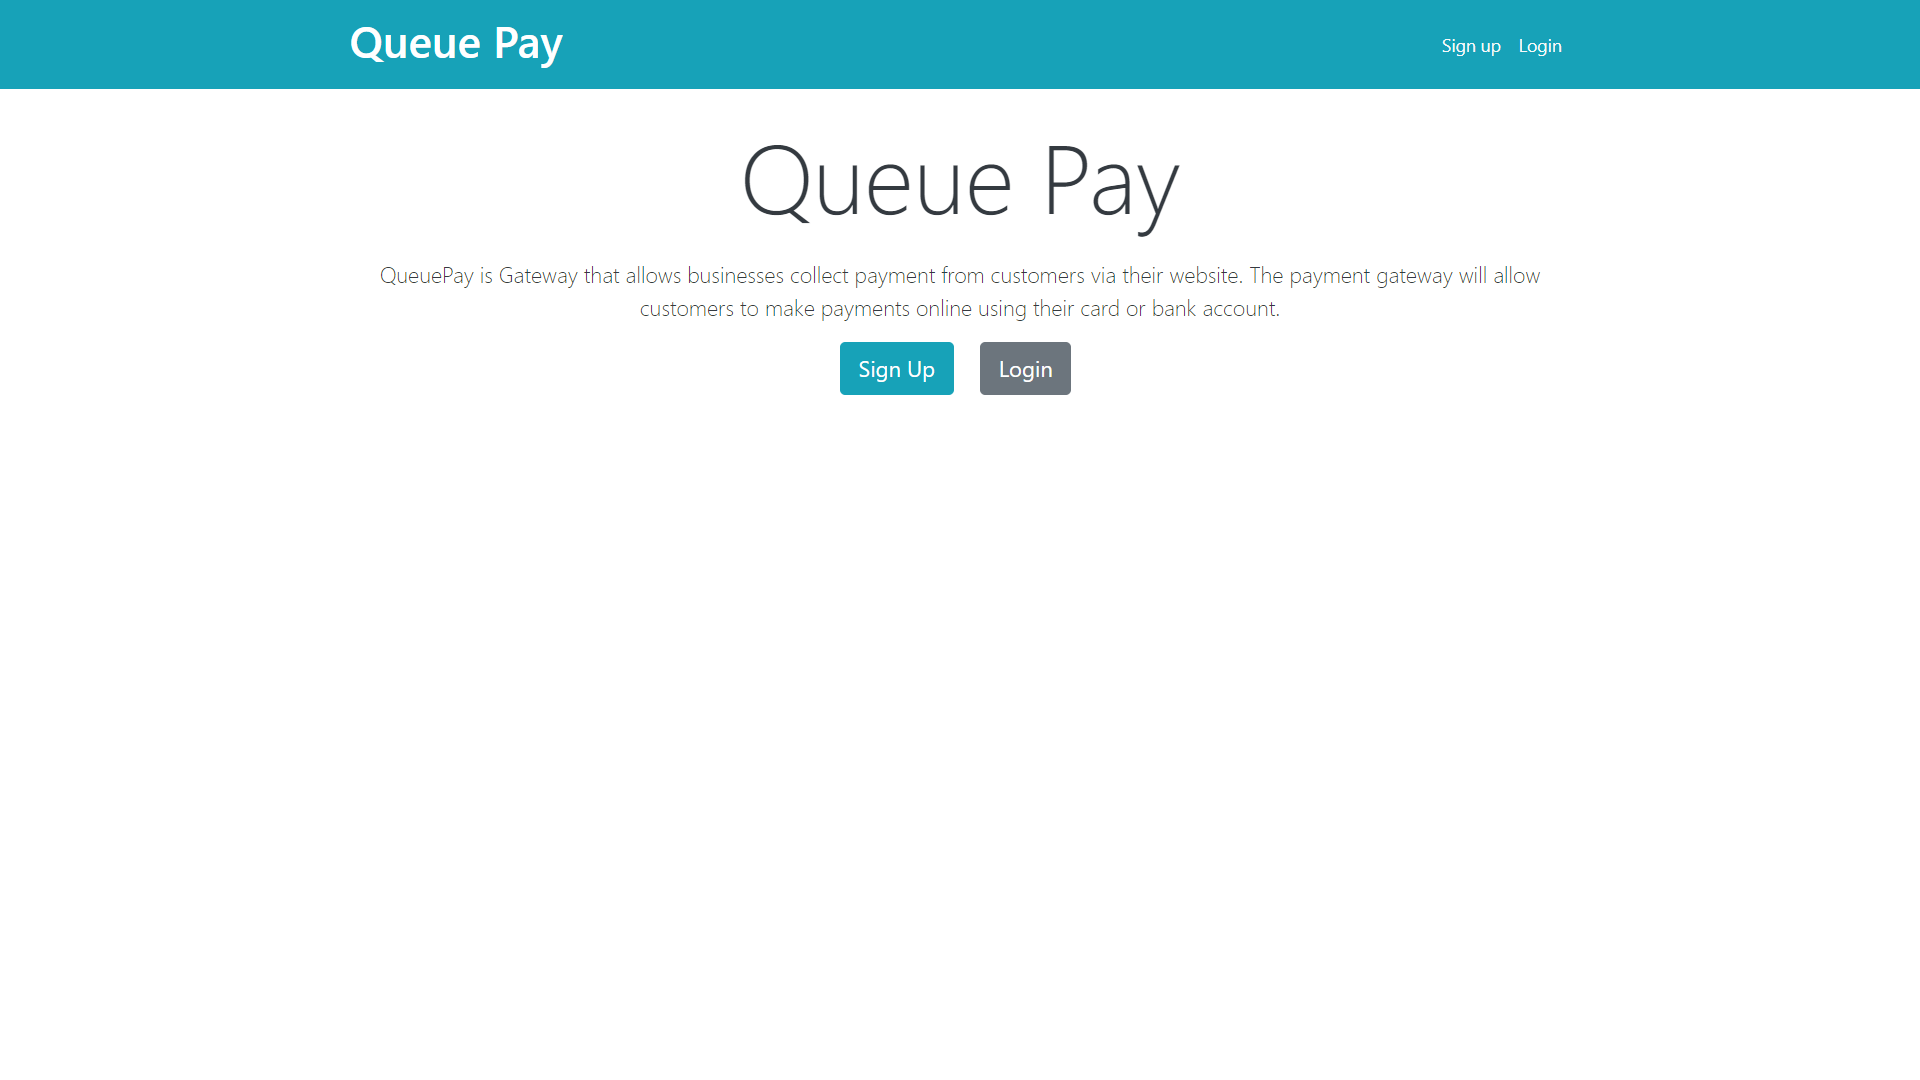 Queue Pay
Sign up
Login
Queue Pay
QueuePay is Gateway that allows businesses collect payment from customers via their website. The payment gateway will allow
customers to make payments online using their card or bank account.
Sign Up
Login